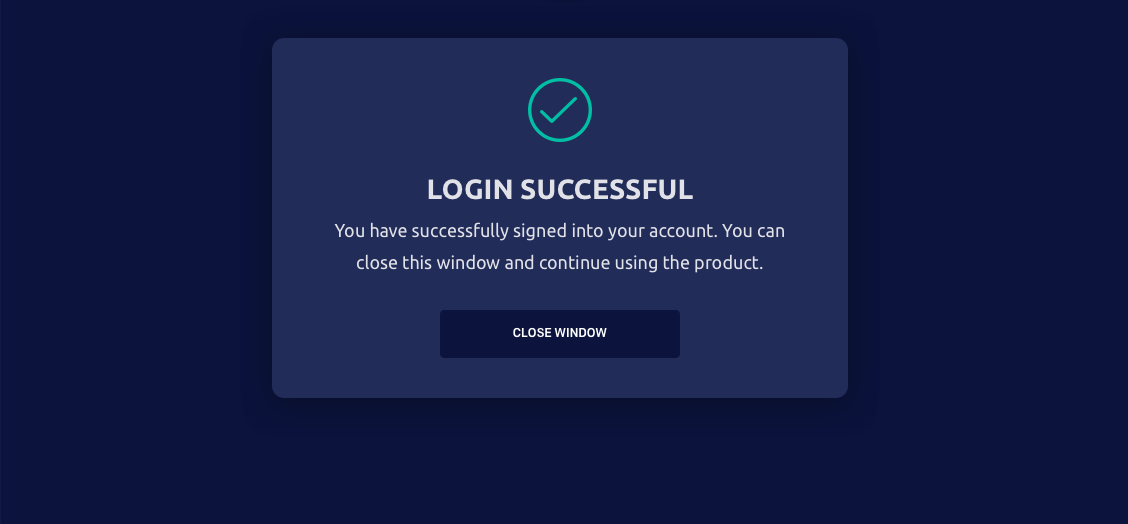 LOGIN SUCCESSFUL
You have successfully signed into your account. You can
close this window and continue using the product.
CLOSE WINDOW